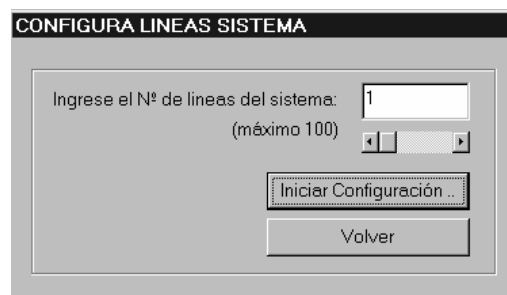 CONFIGURA LINEAS SISTEMA
Ingrese el Nº de lineas del sistema: 1
(máximo 100)
Iniciar Configuración ..
Volver